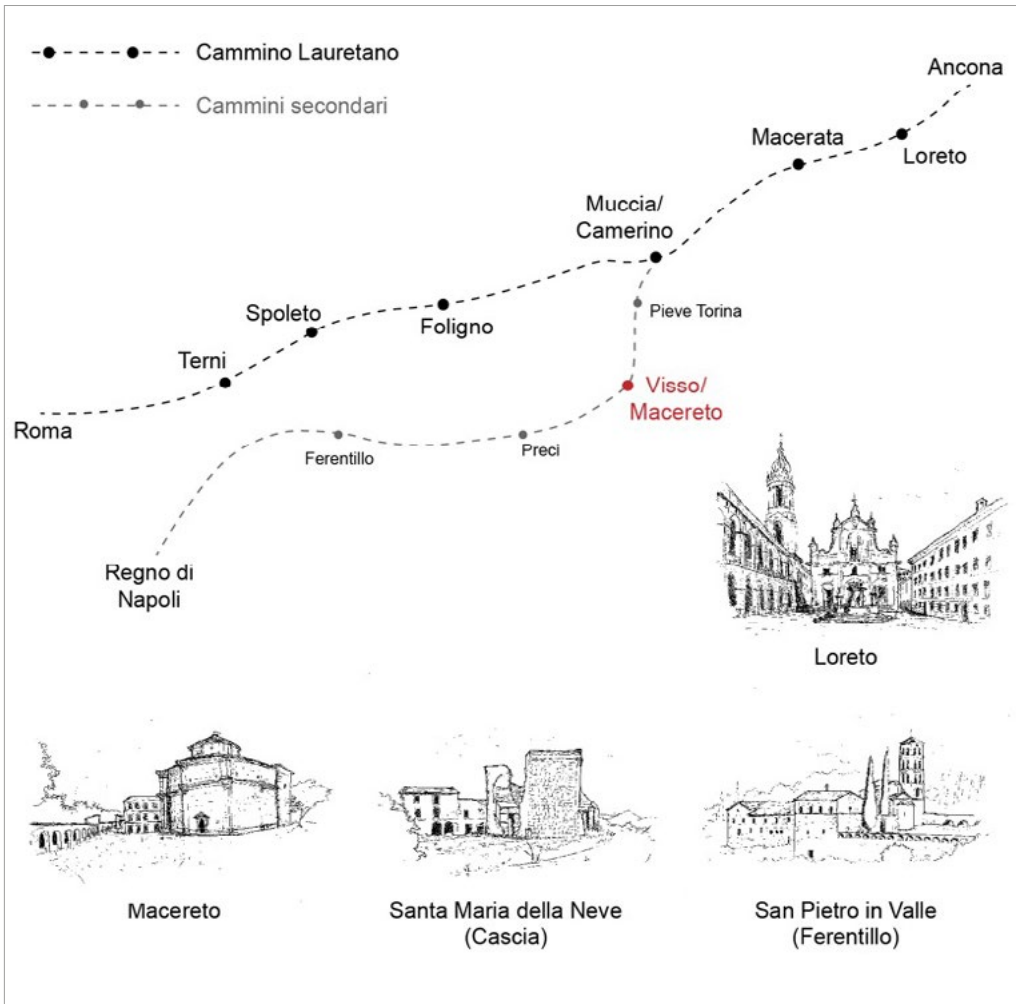 Cammino Lauretano
Cammini secondari
Ancona
Macerata
Loreto
Muccia/
Camerino
Spoleto
Foligno
Pieve Torina
Terni
Visso/
Macereto
Roma
Ferentillo
Preci
Regno di
Napoli
Loreto
Macereto
Santa Maria della Neve
(Cascia)
San Pietro in Valle
(Ferentillo)